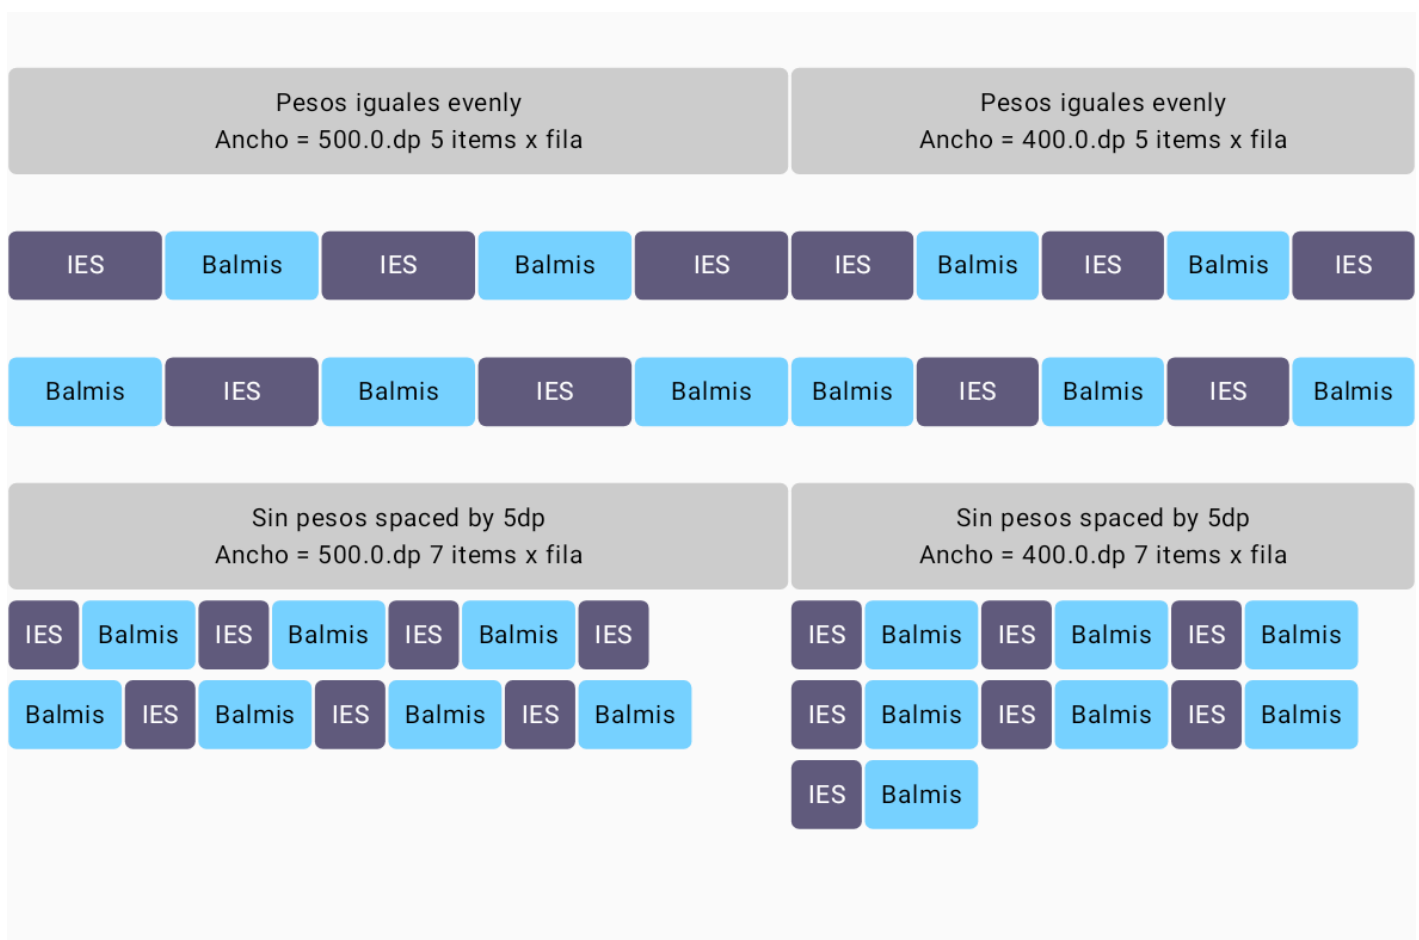 Pesos iguales evenly
Ancho = 500.0.dp 5 items x fila
Pesos iguales evenly
Ancho = 400.0.dp 5 items x fila
IES Balmis IES Balmis IES IES Balmis IES Balmis IES
Balmis IES Balmis IES Balmis Balmis IES Balmis IES Balmis
Sin pesos spaced by 5dp
Ancho = 500.0.dp 7 items x fila
Sin pesos spaced by 5dp
Ancho = 400.0.dp 7 items x fila
IES Balmis IES Balmis IES Balmis IES
Balmis IES Balmis IES Balmis IES Balmis
IES Balmis IES Balmis IES Balmis
IES Balmis IES Balmis IES Balmis
IES Balmis